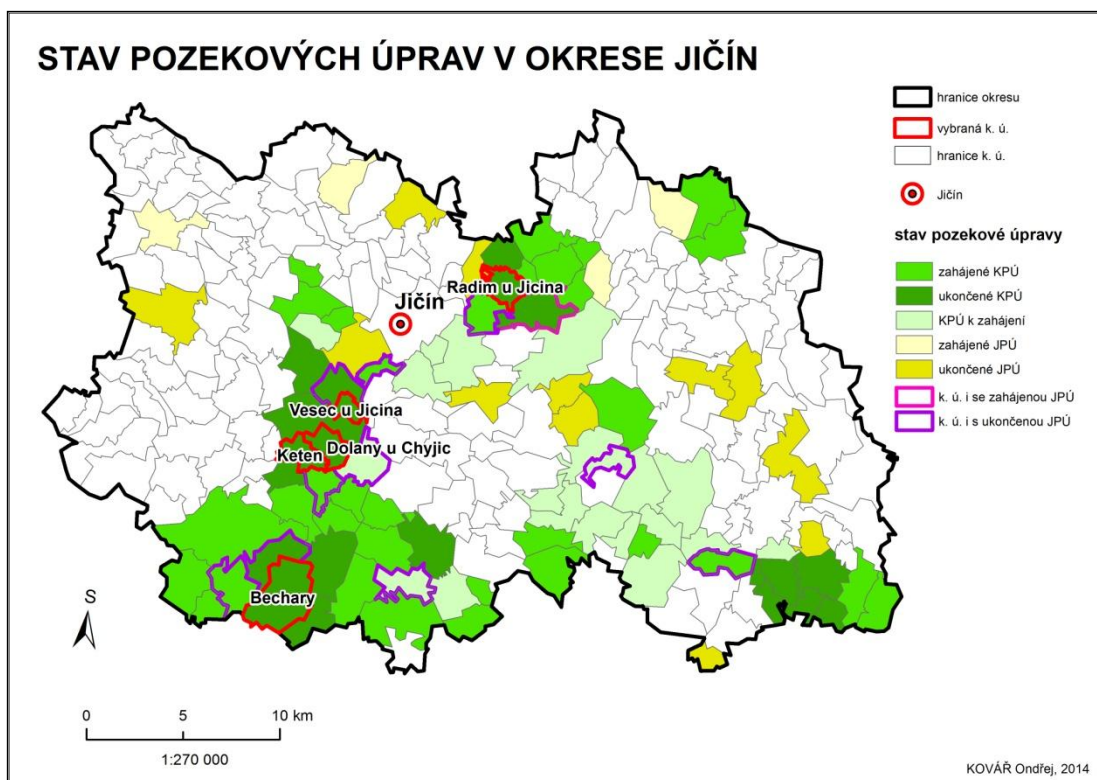 STAV POZEKOVÝCH ÚPRAV V OKRESE JIČÍN
hranice okresu
vybraná k. ú.
hranice k. ú.
Jičín
stav pozekové úpravy
zahájené KPÚ
ukončené KPÚ
KPÚ k zahájení
zahájené JPÚ
ukončené JPÚ
k. ú. i se zahájenou JPÚ
k. ú. i s ukončenou JPÚ
Radim u Jicina
Jičín
Vesec u Jicina
Dolany u Chyjic
Keten
Bechary
S
0 5 10 km
1:270 000
KOVÁŘ Ondřej, 2014